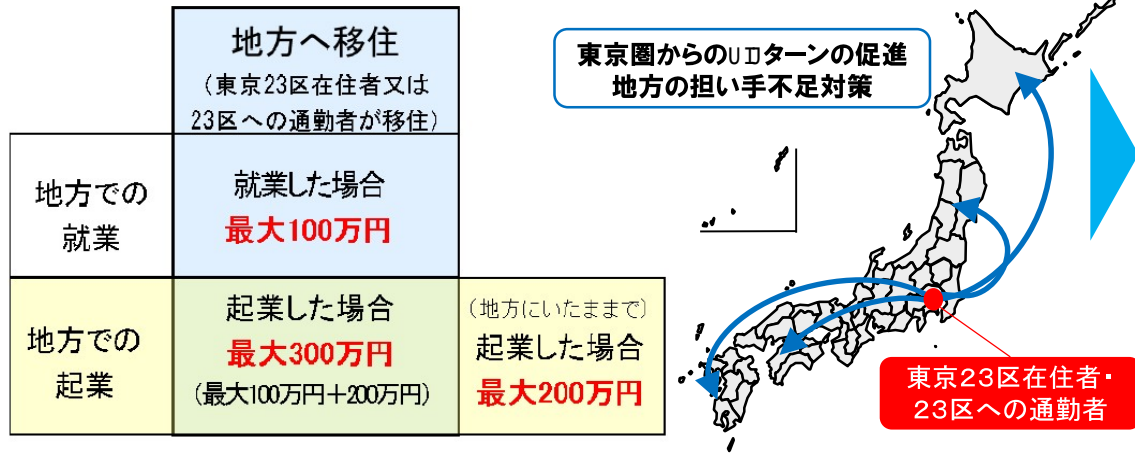 地方へ移住
(東京23区在住者又は
23区への通勤者が移住)
地方での
就業
就業した場合
最大100万円
地方での
起業
起業した場合
最大300万円
(最大100万円+200万円)
(地方にいたままで)
起業した場合
最大200万円
東京圏からのUIJターンの促進
地方の担い手不足対策
東京23区在住者・
23区への通勤者